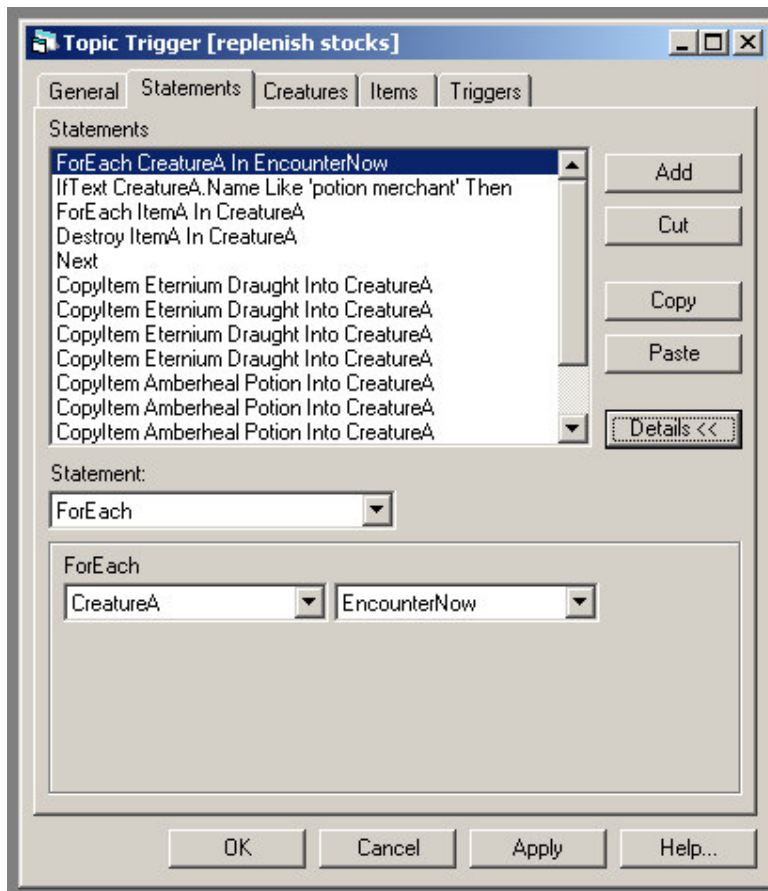 Topic Trigger [replenish stocks]
General Statements Creatures Items Triggers
Statements
ForEach CreatureA In EncounterNow
IfText CreatureA.Name Like 'potion merchant' Then
ForEach ItemA In CreatureA
Destroy ItemA In CreatureA
Next
CopyItem Eternium Draught Into CreatureA
CopyItem Eternium Draught Into CreatureA
CopyItem Eternium Draught Into CreatureA
CopyItem Eternium Draught Into CreatureA
CopyItem Amberheal Potion Into CreatureA
CopyItem Amberheal Potion Into CreatureA
CopyItem Amberheal Potion Into CreatureA
Add
Cut
Copy
Paste
Details <<
Statement:
ForEach
ForEach
CreatureA EncounterNow
OK Cancel Apply Help...